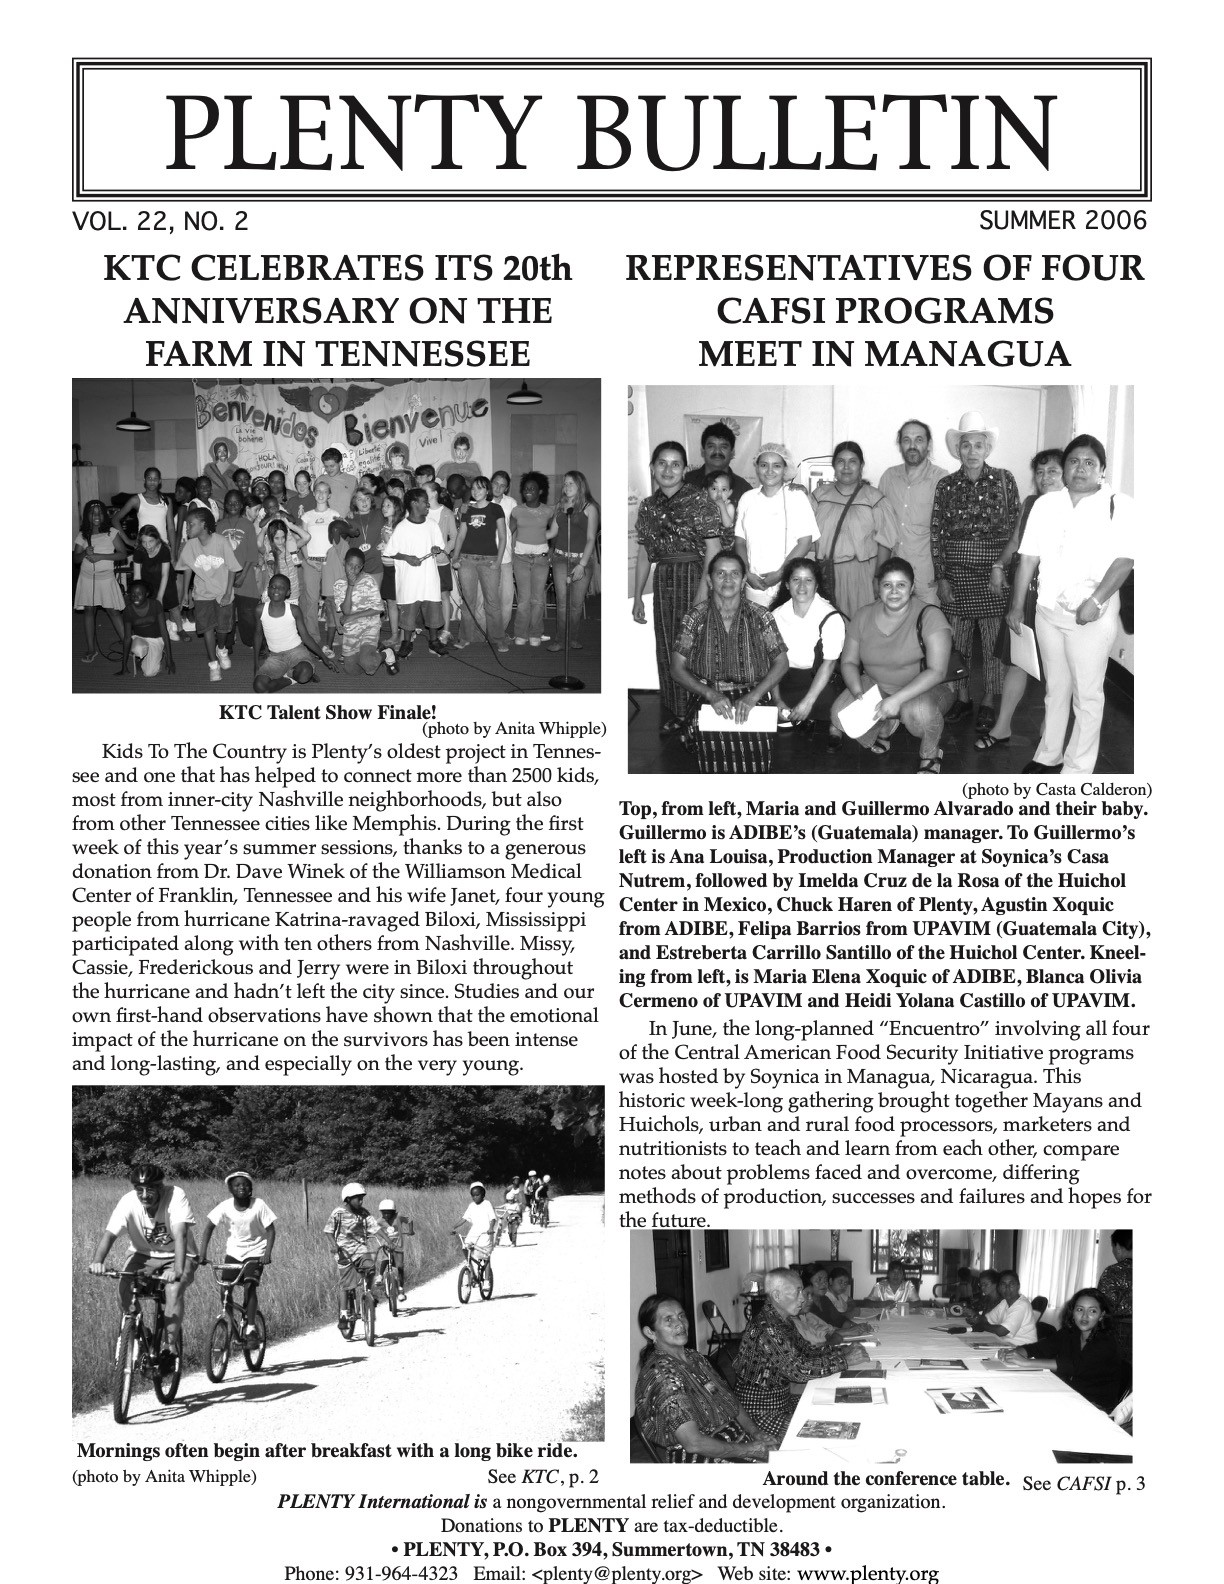 PLENTY BULLETIN
VOL. 22, NO. 2
SUMMER 2006
KTC CELEBRATES ITS 20th
ANNIVERSARY ON THE
FARM IN TENNESSEE
Bienvenidos Bienvenue
La vie
bohème
Vive!
HOLA!
Liberté
egalité
KTC Talent Show Finale!
(photo by Anita Whipple)
Kids To The Country is Plenty's oldest project in Tennes-
see and one that has helped to connect more than 2500 kids,
most from inner-city Nashville neighborhoods, but also
from other Tennessee cities like Memphis. During the first
week of this year's summer sessions, thanks to a generous
donation from Dr. Dave Winek of the Williamson Medical
Center of Franklin, Tennessee and his wife Janet, four young
people from hurricane Katrina-ravaged Biloxi, Mississippi
participated along with ten others from Nashville. Missy,
Cassie, Frederickous and Jerry were in Biloxi throughout
the hurricane and hadn't left the city since. Studies and our
own first-hand observations have shown that the emotional
impact of the hurricane on the survivors has been intense
and long-lasting, and especially on the very young.
Mornings often begin after breakfast with a long bike ride.
(photo by Anita Whipple)
See KTC, p. 2
REPRESENTATIVES OF FOUR
CAFSI PROGRAMS
MEET IN MANAGUA
(photo by Casta Calderon)
Top, from left, Maria and Guillermo Alvarado and their baby.
Guillermo is ADIBE's (Guatemala) manager. To Guillermo's
left is Ana Louisa, Production Manager at Soynica's Casa
Nutrem, followed by Imelda Cruz de la Rosa of the Huichol
Center in Mexico, Chuck Haren of Plenty, Agustin Xoquic
from ADIBE, Felipa Barrios from UPAVIM (Guatemala City),
and Estreberta Carrillo Santillo of the Huichol Center. Kneel-
ing from left, is Maria Elena Xoquic of ADIBE, Blanca Olivia
Cermeno of UPAVIM and Heidi Yolana Castillo of UPAVIM.
In June, the long-planned "Encuentro" involving all four
of the Central American Food Security Initiative programs
was hosted by Soynica in Managua, Nicaragua. This
historic week-long gathering brought together Mayans and
Huichols, urban and rural food processors, marketers and
nutritionists to teach and learn from each other, compare
notes about problems faced and overcome, differing
methods of production, successes and failures and hopes for
the future.
Around the conference table.
See CAFSI p. 3
PLENTY International is a nongovernmental relief and development organization.
Donations to PLENTY are tax-deductible.
• PLENTY, P.O. Box 394, Summertown, TN 38483 •
Phone: 931-964-4323 Email: <plenty@plenty.org> Web site: www.plenty.org